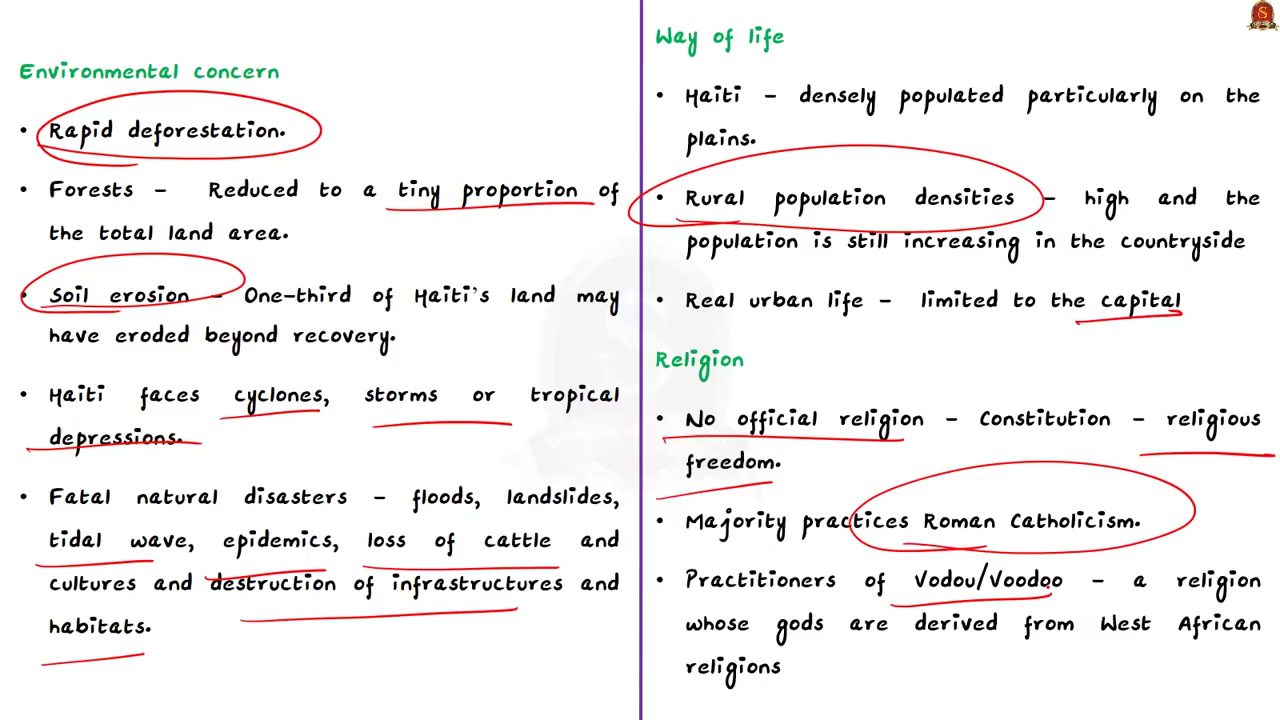 Environmental concern
• Rapid deforestation.
• Forests – Reduced to a tiny proportion of
the total land area.
• Soil erosion – One-third of Haiti's land may
have eroded beyond recovery.
• Haiti faces cyclones, storms or tropical
depressions.
• Fatal natural disasters – floods, landslides,
tidal wave, epidemics, loss of cattle and
cultures and destruction of infrastructures and
habitats.
Way of life
• Haiti – densely populated particularly on the
plains.
• Rural population densities – high and the
population is still increasing in the countryside
• Real urban life – limited to the capital
Religion
• No official religion – Constitution – religious
freedom.
• Majority practices Roman Catholicism.
• Practitioners of Vodou/Voodoo – a religion
whose gods are derived from West African
religions